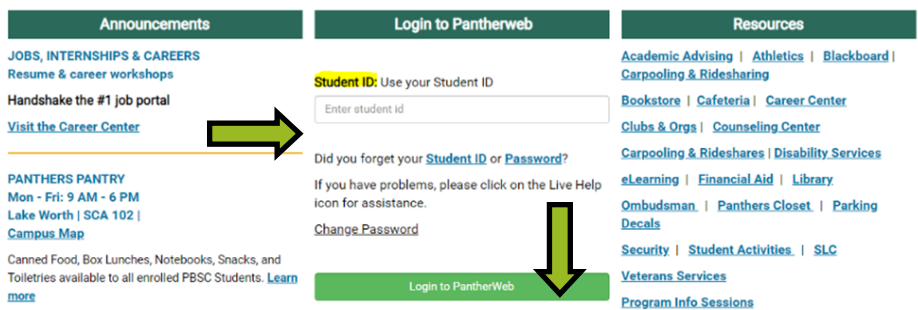 Announcements
JOBS, INTERNSHIPS & CAREERS
Resume & career workshops
Handshake the #1 job portal
Visit the Career Center
PANTHERS PANTRY
Mon - Fri: 9 AM - 6 PM
Lake Worth | SCA 102 |
Campus Map
Canned Food, Box Lunches, Notebooks, Snacks, and
Toiletries available to all enrolled PBSC Students. Learn
more
Login to Pantherweb
Student ID: Use your Student ID
Enter student id
Did you forget your Student ID or Password?
If you have problems, please click on the Live Help
icon for assistance.
Change Password
Login to PantherWeb
Resources
Academic Advising | Athletics | Blackboard |
Carpooling & Ridesharing
Bookstore | Cafeteria | Career Center
Clubs & Orgs | Counseling Center
Carpooling & Rideshares | Disability Services
eLearning | Financial Aid | Library
Ombudsman | Panthers Closet | Parking
Decals
Security | Student Activities | SLC
Veterans Services
Program Info Sessions